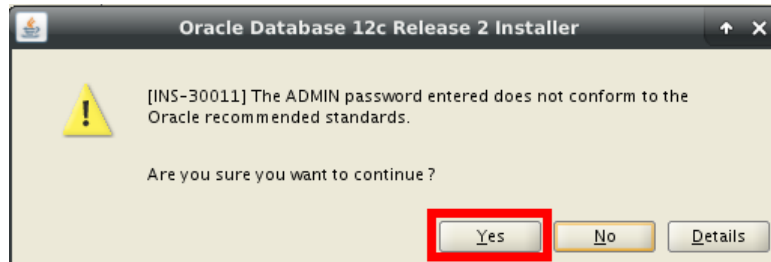 Oracle Database 12c Release 2 Installer
[INS-30011] The ADMIN password entered does not conform to the
Oracle recommended standards.
Are you sure you want to continue?
Yes No Details